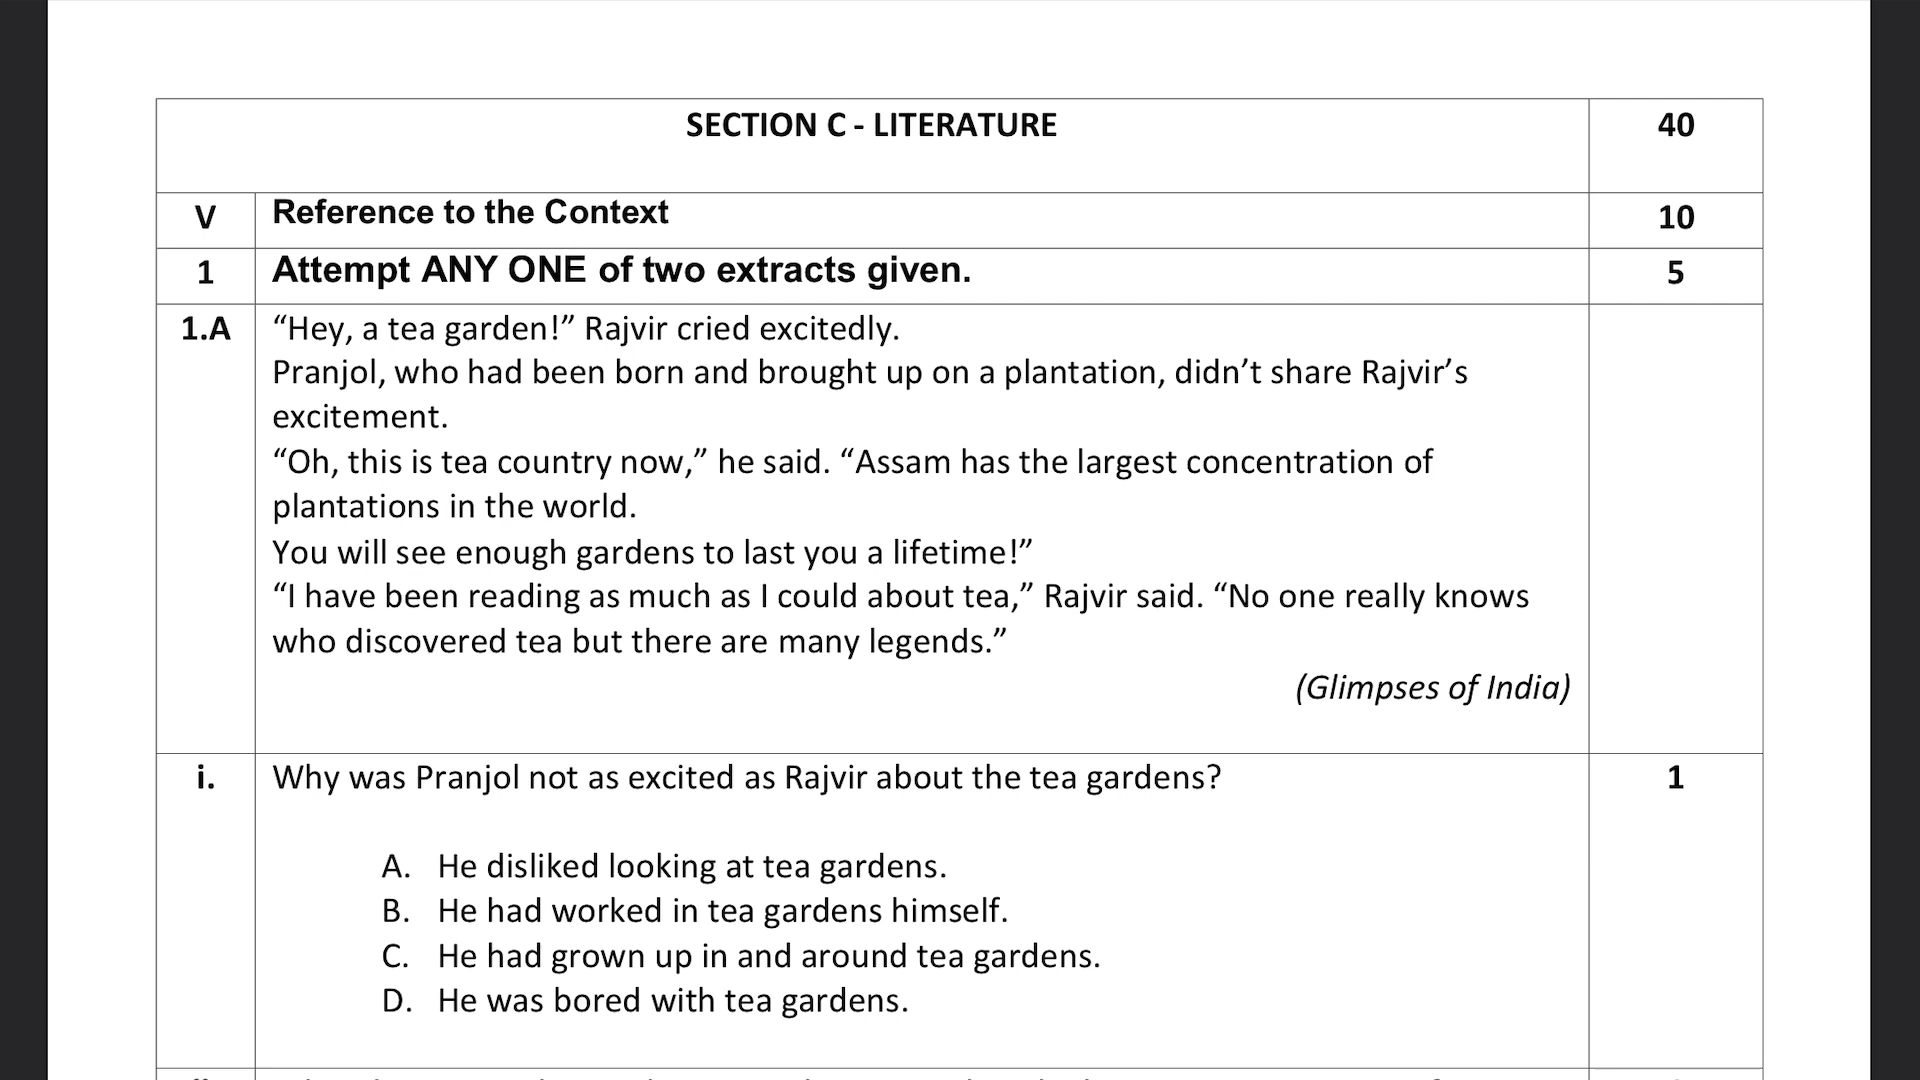 SECTION C - LITERATURE 40
V Reference to the Context 10
1 Attempt ANY ONE of two extracts given. 5
1.A “Hey, a tea garden!” Rajvir cried excitedly.
Pranjol, who had been born and brought up on a plantation, didn’t share Rajvir’s
excitement.
“Oh, this is tea country now,” he said. “Assam has the largest concentration of
plantations in the world.
You will see enough gardens to last you a lifetime!”
“I have been reading as much as I could about tea,” Rajvir said. “No one really knows
who discovered tea but there are many legends.”
(Glimpses of India)
i. Why was Pranjol not as excited as Rajvir about the tea gardens? 1
A. He disliked looking at tea gardens.
B. He had worked in tea gardens himself.
C. He had grown up in and around tea gardens.
D. He was bored with tea gardens.